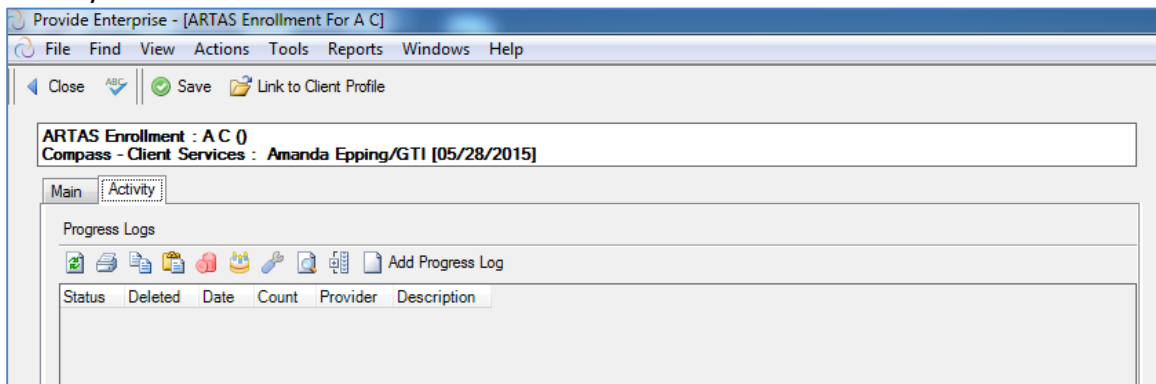 Provide Enterprise - [ARTAS Enrollment For A C]
File Find View Actions Tools Reports Windows Help
Close ABC Save Link to Client Profile
ARTAS Enrollment : A C ()
Compass - Client Services : Amanda Epping/GTI [05/28/2015]
Main Activity
Progress Logs
Add Progress Log
Status Deleted Date Count Provider Description